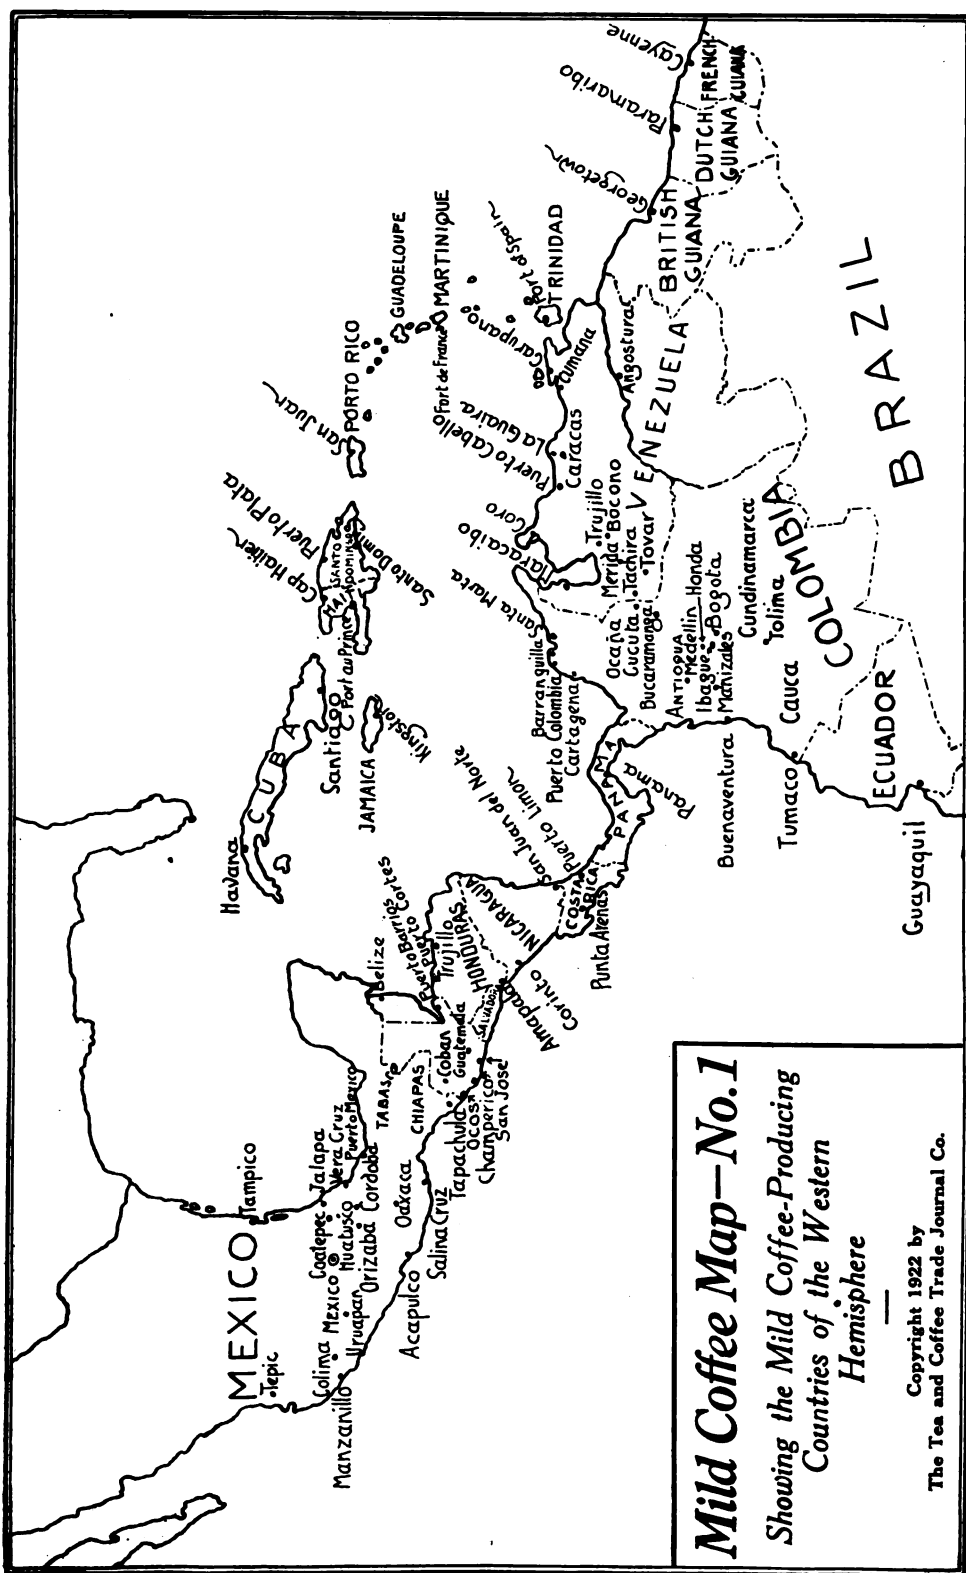 Mild Coffee Map—No. 1
Showing the Mild Coffee-Producing
Countries of the Western
Hemisphere
Copyright 1922 by
The Tea and Coffee Trade Journal Co.
MEXICO
Tepic
Tampico
Colima
Manzanillo
Mexico
Uruapan
Coatepec
Jalapa
Huatusco
Vera Cruz
Puerto Mexico
Orizaba
Cordoba
Acapulco
Oaxaca
Salina Cruz
TABASCO
CHIAPAS
Tapachula
Ocos
Champerico
San José
Coban
Guatemala
Belize
Puerto Barrios
Puerto Cortes
Trujillo
HONDURAS
SALVADOR
Amapala
Corinto
NICARAGUA
San Juan del Norte
Puerto Limon
COSTA
RICA
Punta Arenas
PANAMA
Panama
Havana
CUBA
Santiago
JAMAICA
Kingston
Port au Prince
Cap Haitien
Puerto Plata
SANTO
DOMINGO
Santo Domingo
San Juan
PORTO RICO
GUADELOUPE
Fort de France
MARTINIQUE
Port of Spain
TRINIDAD
Carupano
Cumana
La Guaira
Puerto Cabello
Caracas
Coro
Maracaibo
Santa Marta
Barranquilla
Puerto Colombia
Cartagena
Angostura
VENEZUELA
Trujillo
Merida
Bocono
Tachira
Tovar
Ocaña
Cucuta
Bucaramanga
ANTIOQUA
Medellin
Honda
Ibague
Bogota
Manizales
Cundinamarca
Tolima
Cauca
COLOMBIA
Buenaventura
Tumaco
ECUADOR
Guayaquil
BRAZIL
Georgetown
BRITISH
GUIANA
Paramaribo
DUTCH
GUIANA
Cayenne
FRENCH
GUIANA